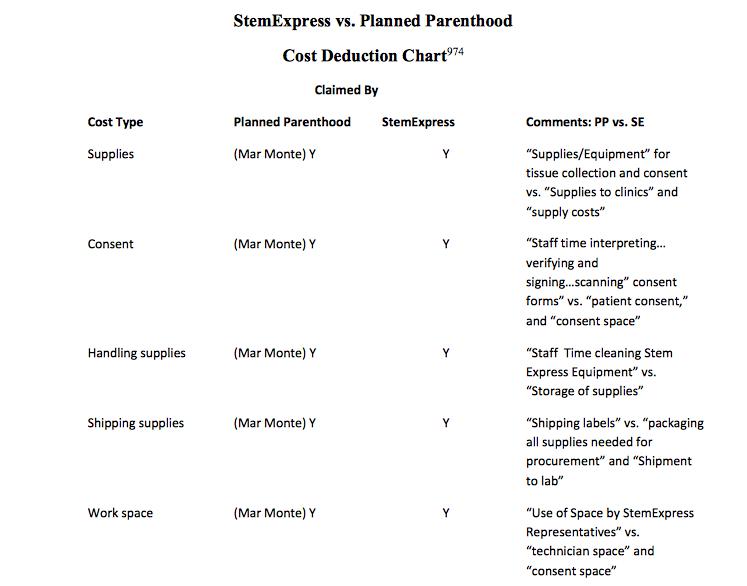 StemExpress vs. Planned Parenthood
Cost Deduction Chart974
Claimed By
Cost Type Planned Parenthood StemExpress Comments: PP vs. SE
Supplies (Mar Monte) Y Y “Supplies/Equipment” for
tissue collection and consent
vs. “Supplies to clinics” and
“supply costs”
Consent (Mar Monte) Y Y “Staff time interpreting…
verifying and
signing…scanning” consent
forms” vs. “patient consent,”
and “consent space”
Handling supplies (Mar Monte) Y Y “Staff Time cleaning Stem
Express Equipment” vs.
“Storage of supplies”
Shipping supplies (Mar Monte) Y Y “Shipping labels” vs. “packaging
all supplies needed for
procurement” and “Shipment
to lab”
Work space (Mar Monte) Y Y “Use of Space by StemExpress
Representatives” vs.
“technician space” and
“consent space”